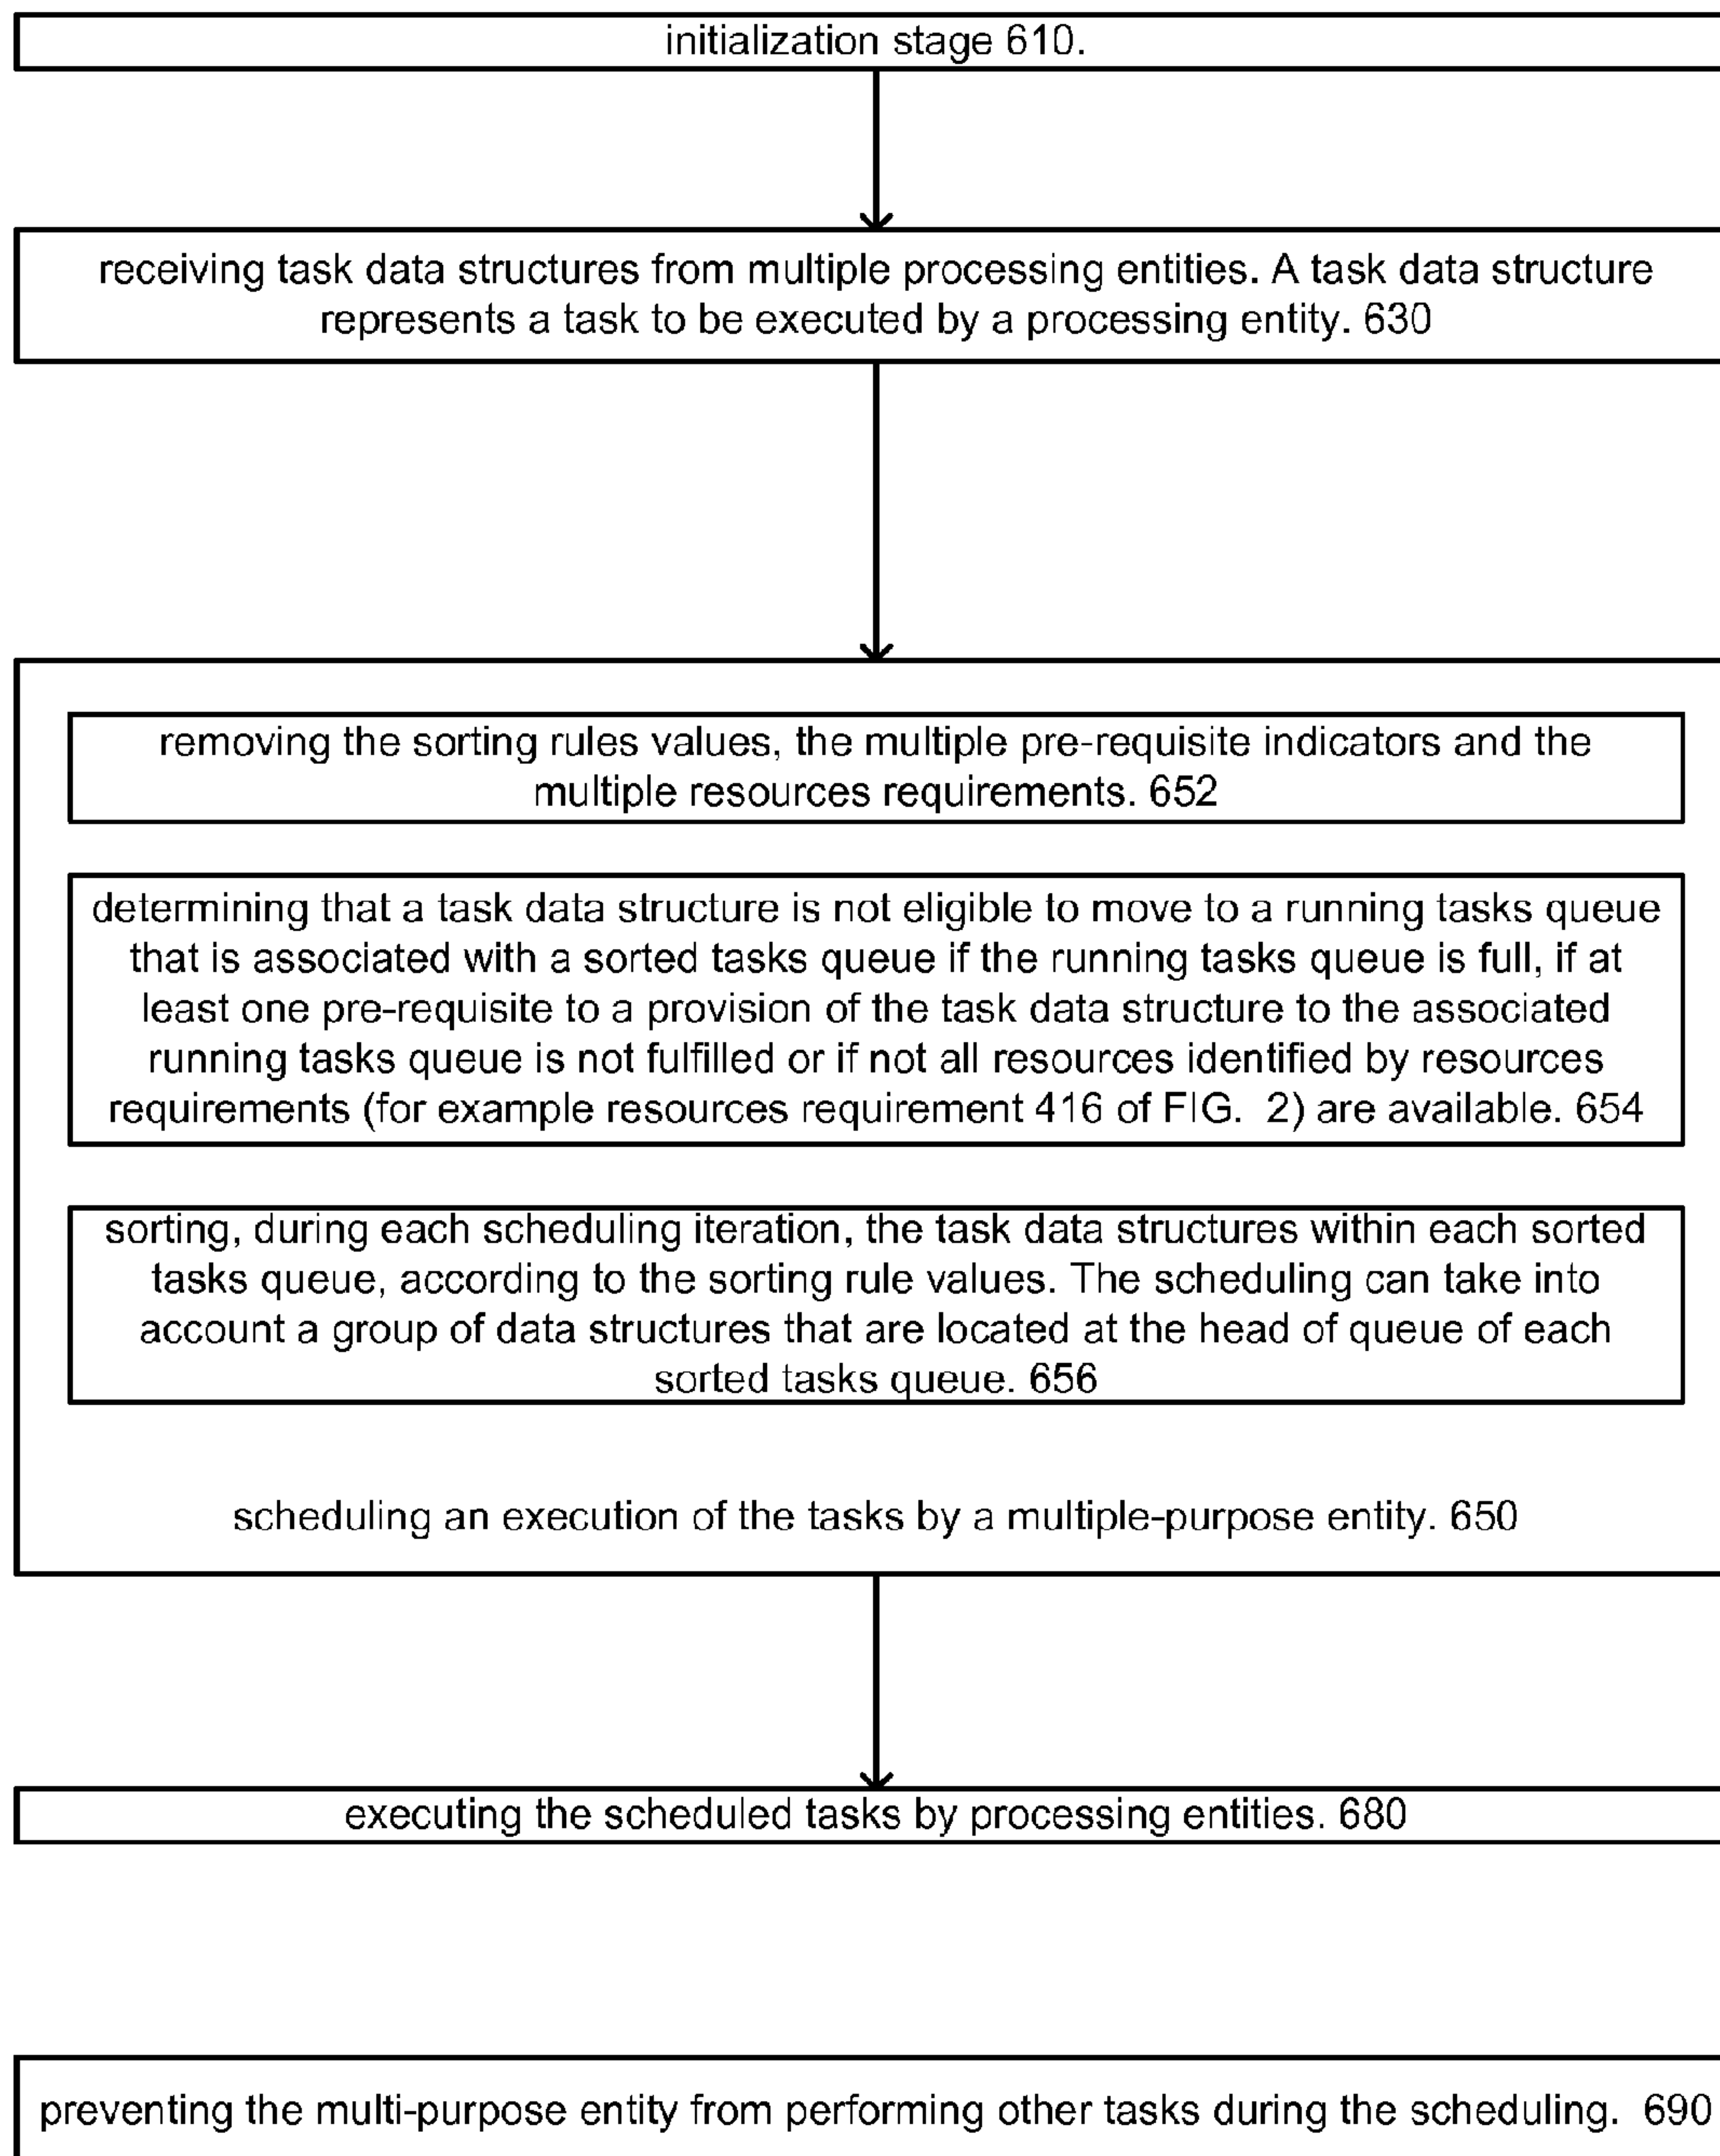 initialization stage 610.
receiving task data structures from multiple processing entities. A task data structure
represents a task to be executed by a processing entity. 630
removing the sorting rules values, the multiple pre-requisite indicators and the
multiple resources requirements. 652
determining that a task data structure is not eligible to move to a running tasks queue
that is associated with a sorted tasks queue if the running tasks queue is full, if at
least one pre-requisite to a provision of the task data structure to the associated
running tasks queue is not fulfilled or if not all resources identified by resources
requirements (for example resources requirement 416 of FIG. 2) are available. 654
sorting, during each scheduling iteration, the task data structures within each sorted
tasks queue, according to the sorting rule values. The scheduling can take into
account a group of data structures that are located at the head of queue of each
sorted tasks queue. 656
scheduling an execution of the tasks by a multiple-purpose entity. 650
executing the scheduled tasks by processing entities. 680
preventing the multi-purpose entity from performing other tasks during the scheduling. 690